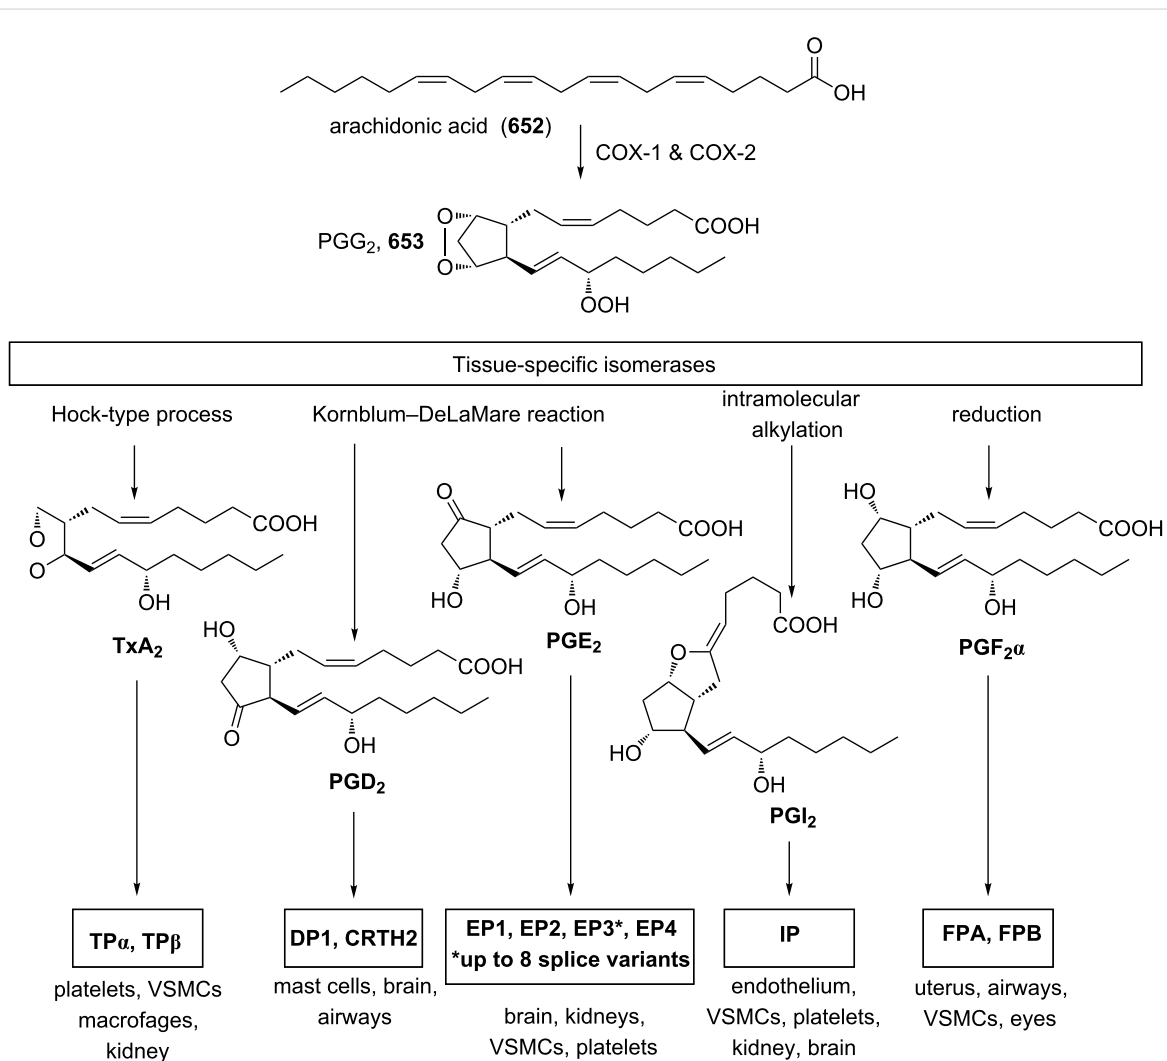 O
OH
arachidonic acid (652)
COX-1 & COX-2
O
COOH
PGG2, 653
O
OOH
Tissue-specific isomerases
Hock-type process
Kornblum–DeLaMare reaction
intramolecular
alkylation
reduction
O
HO
O
COOH
COOH
COOH
O
OH
HO
OH
HO
OH
COOH
TxA2
HO
PGE2
PGF2α
O
COOH
O
OH
HO
OH
PGD2
PGI2
TPα, TPβ
DP1, CRTH2
EP1, EP2, EP3*, EP4
*up to 8 splice variants
IP
FPA, FPB
platelets, VSMCs
macrofages,
kidney
mast cells, brain,
airways
brain, kidneys,
VSMCs, platelets
endothelium,
VSMCs, platelets,
kidney, brain
uterus, airways,
VSMCs, eyes